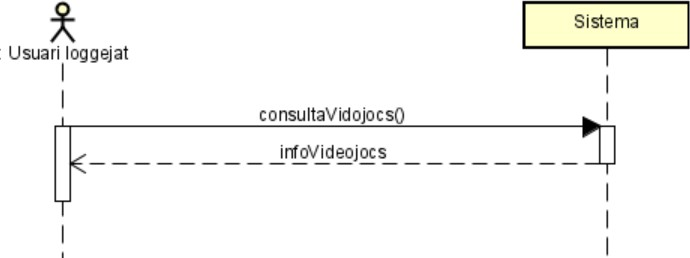 Sistema
: Usuari loggejat
consultaVidojocs()
infoVideojocs